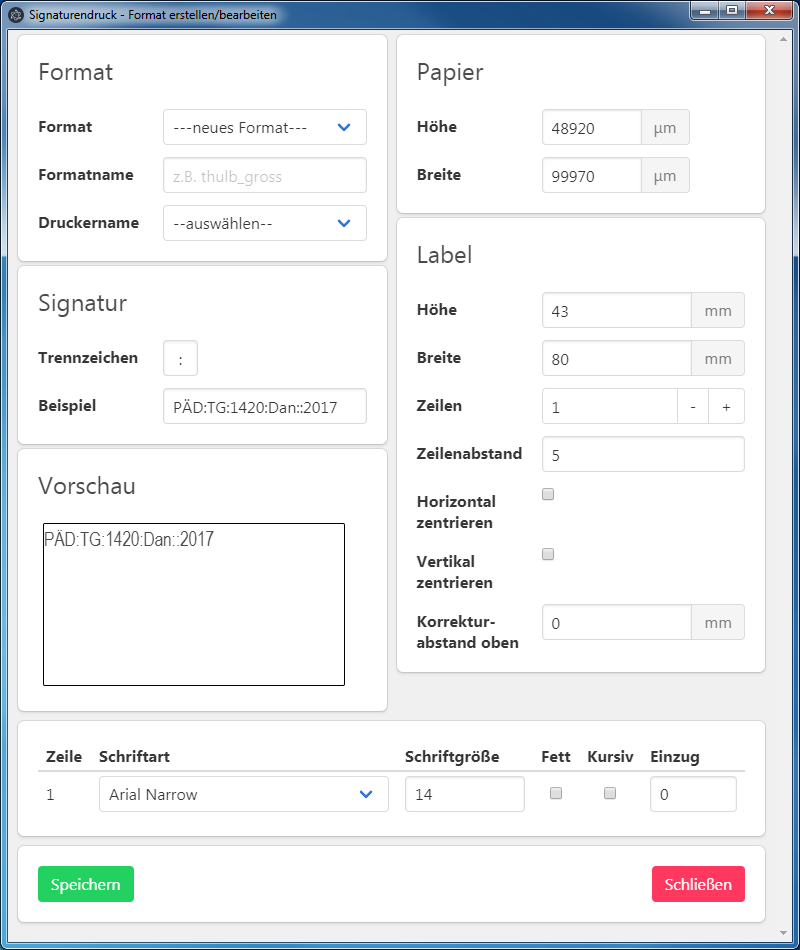 Signaturendruck - Format erstellen/bearbeiten
Format
Format ---neues Format---
Formatname z.B. thulb_gross
Druckername --auswählen--
Signatur
Trennzeichen :
Beispiel PÄD:TG:1420:Dan::2017
Vorschau
PÄD:TG:1420:Dan::2017
Papier
Höhe 48920 µm
Breite 99970 µm
Label
Höhe 43 mm
Breite 80 mm
Zeilen 1 - +
Zeilenabstand 5
Horizontal
zentrieren
Vertikal
zentrieren
Korrektur-
abstand oben 0 mm
Zeile Schriftart Schriftgröße Fett Kursiv Einzug
1 Arial Narrow 14 0
Speichern Schließen